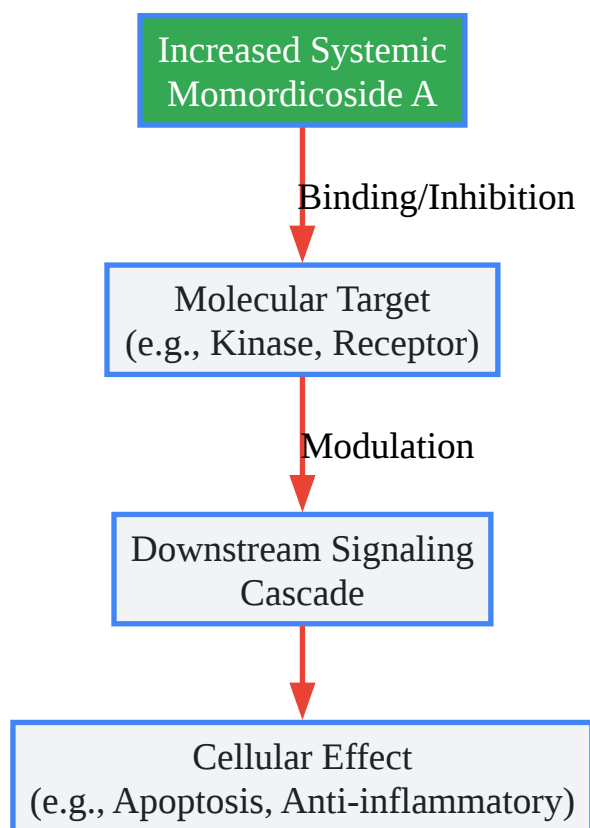 Increased Systemic
Momordicoside A
Binding/Inhibition
Molecular Target
(e.g., Kinase, Receptor)
Modulation
Downstream Signaling
Cascade
Cellular Effect
(e.g., Apoptosis, Anti-inflammatory)